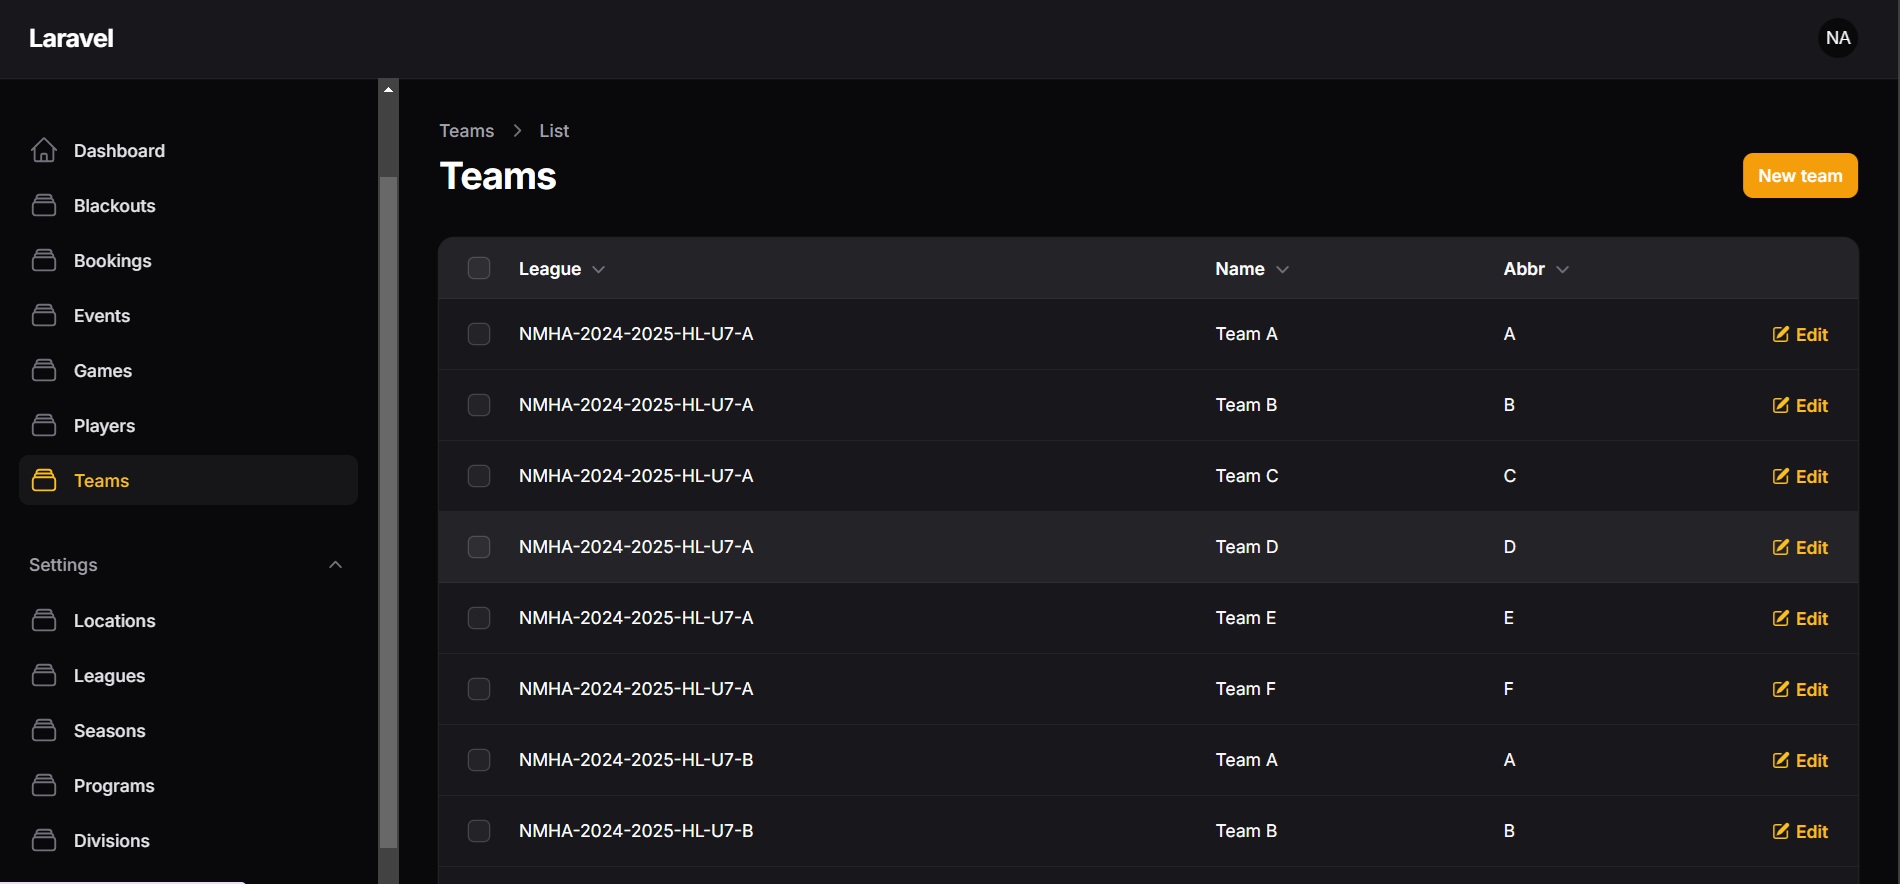 Laravel
NA
Dashboard
Blackouts
Bookings
Events
Games
Players
Teams
Settings
Locations
Leagues
Seasons
Programs
Divisions
Teams > List
Teams
New team
League Name Abbr
NMHA-2024-2025-HL-U7-A Team A A Edit
NMHA-2024-2025-HL-U7-A Team B B Edit
NMHA-2024-2025-HL-U7-A Team C C Edit
NMHA-2024-2025-HL-U7-A Team D D Edit
NMHA-2024-2025-HL-U7-A Team E E Edit
NMHA-2024-2025-HL-U7-A Team F F Edit
NMHA-2024-2025-HL-U7-B Team A A Edit
NMHA-2024-2025-HL-U7-B Team B B Edit